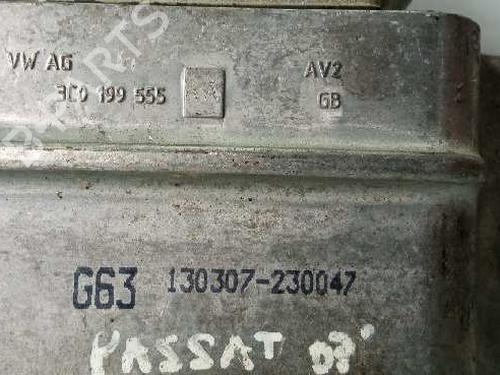 VW AG
3C0 199 555
AV2
GB
G63 130307-230047
PASSAT 07'